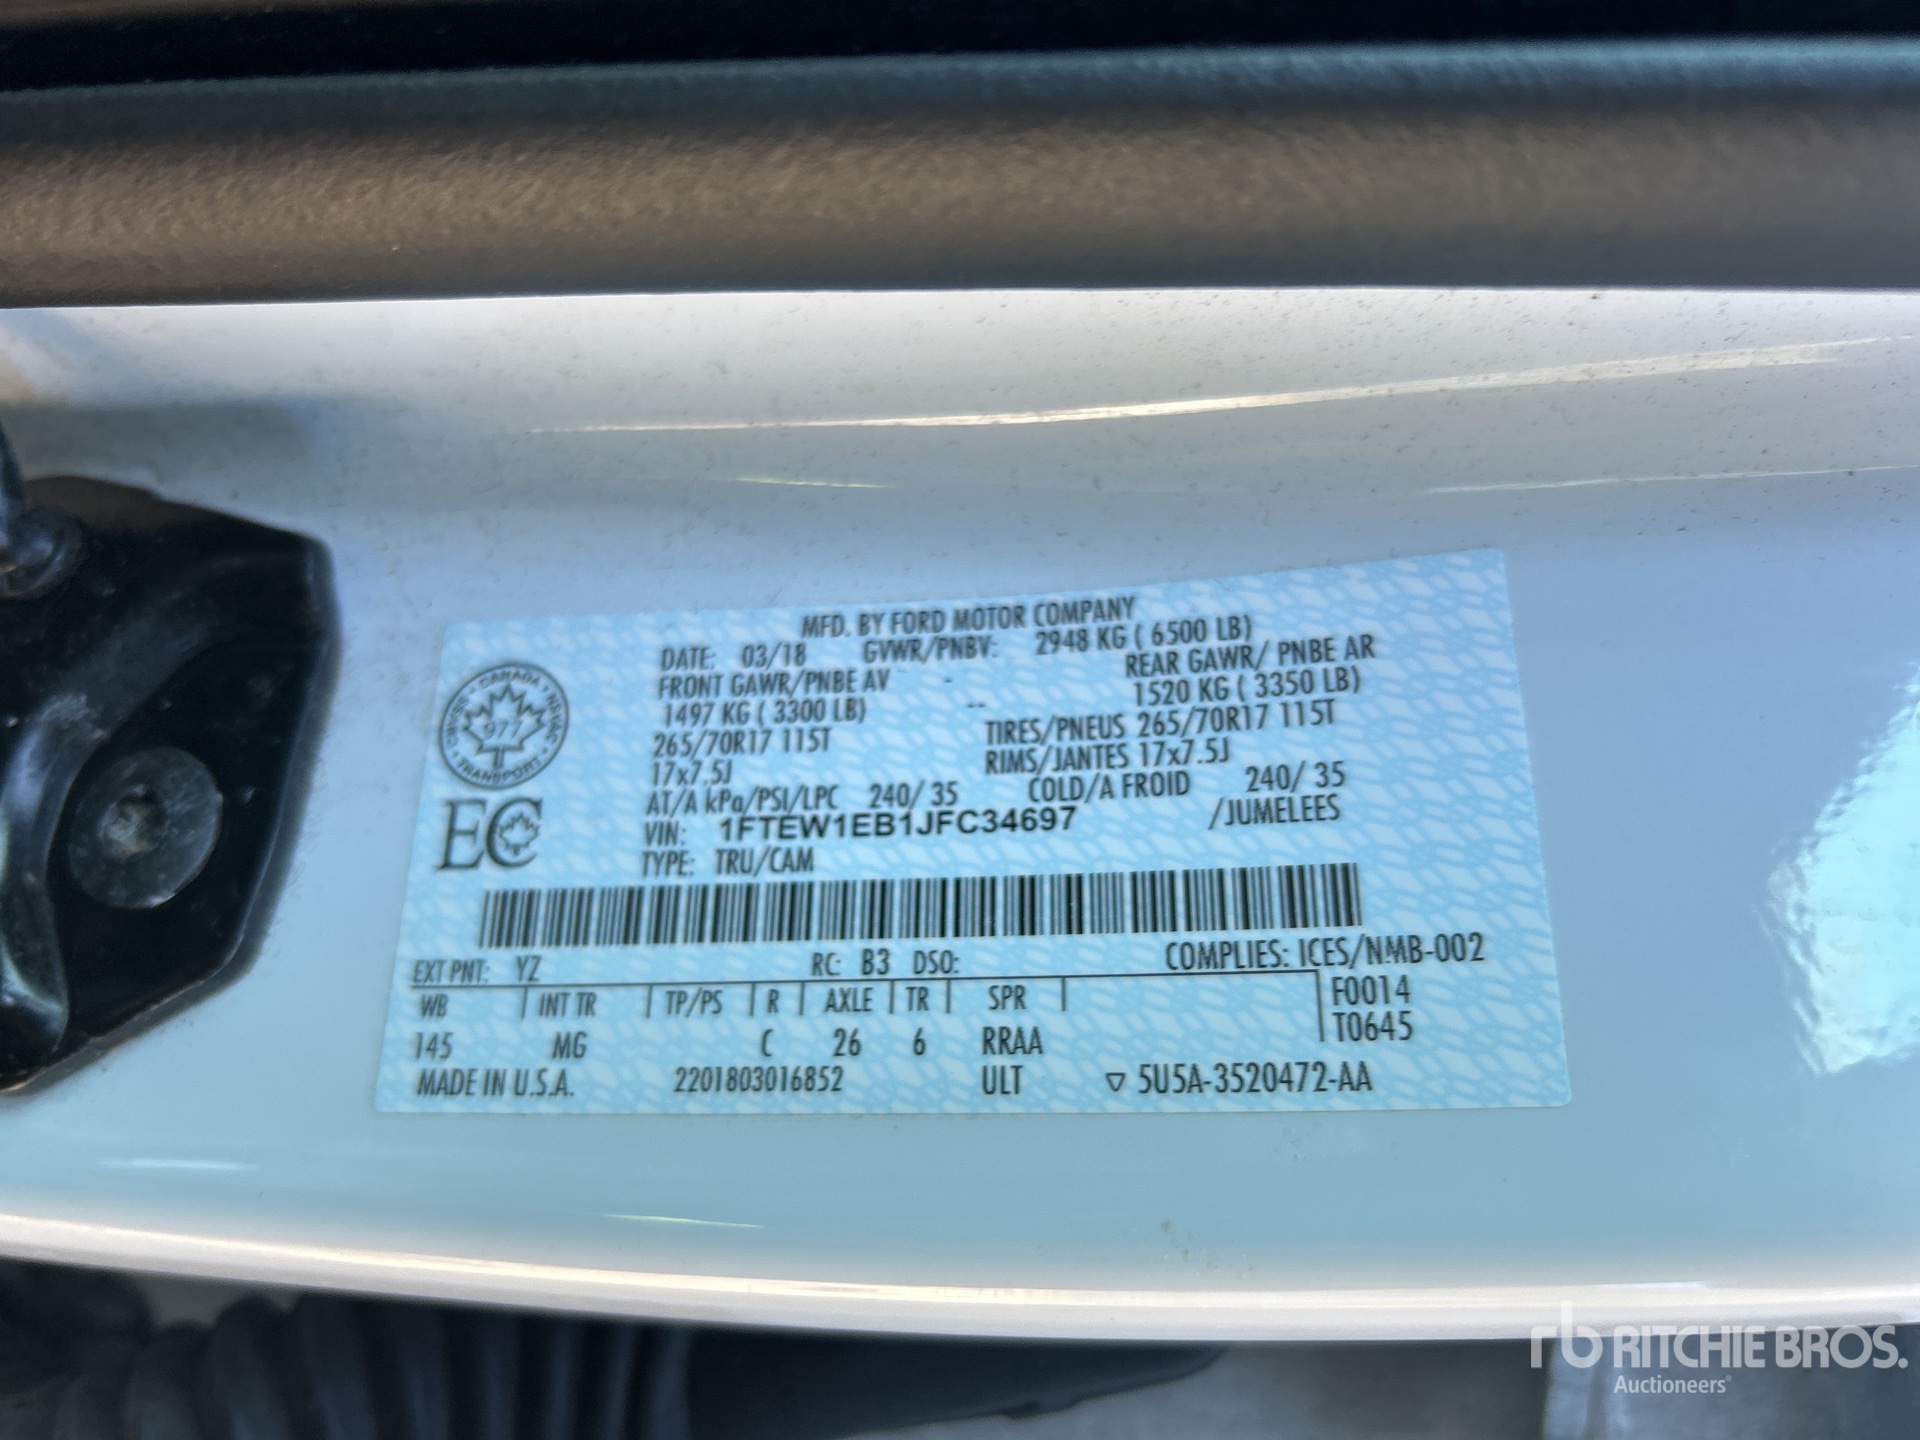 MFD. BY FORD MOTOR COMPANY
DATE: 03/18 GVWR/PNBV: 2948 KG ( 6500 LB)
FRONT GAWR/PNBE AV -- REAR GAWR/ PNBE AR
1497 KG ( 3300 LB) 1520 KG ( 3350 LB)
265/70R17 115T TIRES/PNEUS 265/70R17 115T
17x7.5J RIMS/JANTES 17x7.5J
AT/A kPa/PSI/LPC 240/ 35 COLD/A FROID 240/ 35
VIN: 1FTEW1EB1JFC34697 /JUMELEES
TYPE: TRU/CAM
CANADA
977
TRANSPORT
EC
EXT PNT: YZ RC: B3 DSO: COMPLIES: ICES/NMB-002
WB INT TR TP/PS R AXLE TR SPR F0014
145 MG C 26 6 RRAA T0645
MADE IN U.S.A. 2201803016852 ULT ▽ 5U5A-3520472-AA
rb RITCHIE BROS.
Auctioneers